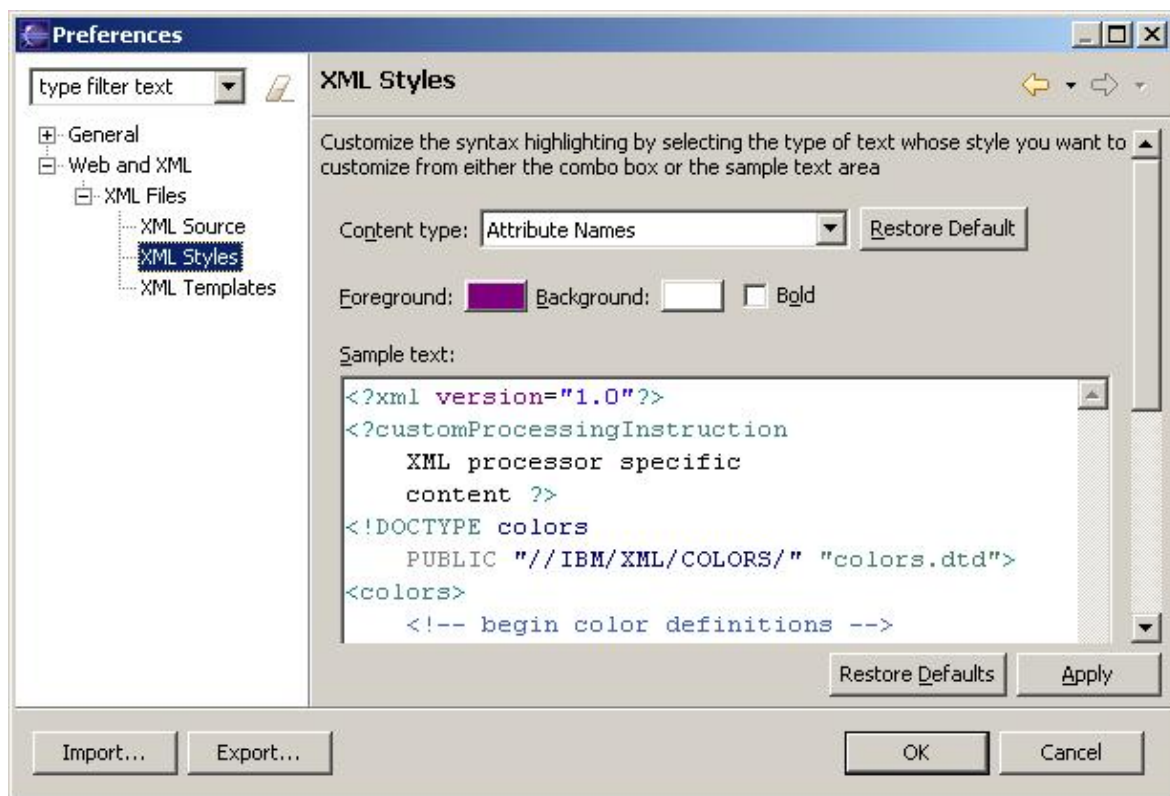 Preferences
type filter text
General
Web and XML
XML Files
XML Source
XML Styles
XML Templates
XML Styles
Customize the syntax highlighting by selecting the type of text whose style you want to
customize from either the combo box or the sample text area
Content type: Attribute Names Restore Default
Foreground: Background: Bold
Sample text:
<?xml version="1.0"?>
<?customProcessingInstruction
XML processor specific
content ?>
<!DOCTYPE colors
PUBLIC "//IBM/XML/COLORS/" "colors.dtd">
<colors>
<!-- begin color definitions -->
Restore Defaults Apply
Import... Export... OK Cancel